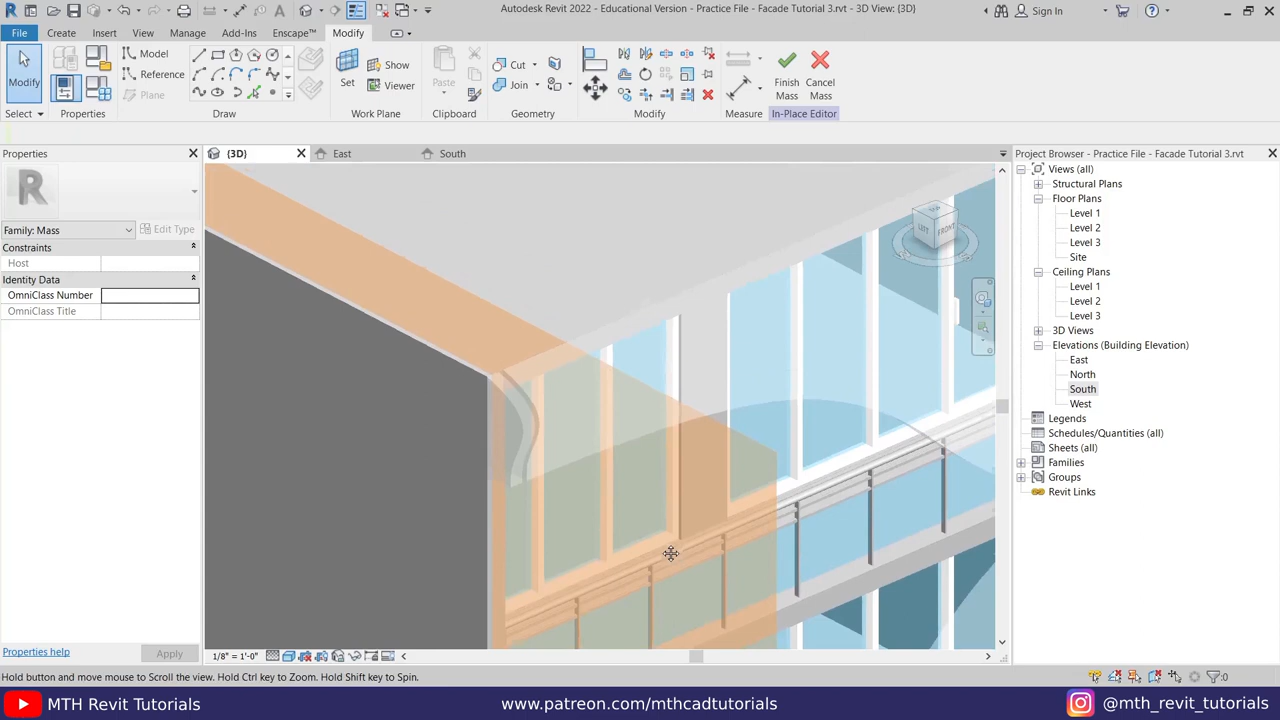 Autodesk Revit 2022 - Educational Version - Practice File - Facade Tutorial 3.rvt - 3D View: {3D}
Sign In
File Create Insert View Manage Add-Ins Enscape™ Modify
Modify
Model
Reference
Plane
Set
Show
Viewer
Paste
Cut
Join
Finish Mass
Cancel Mass
Select Properties Draw Work Plane Clipboard Geometry Modify Measure In-Place Editor
Properties
{3D} East South
Project Browser - Practice File - Facade Tutorial 3.rvt
Family: Mass
Edit Type
Constraints
Host
Identity Data
OmniClass Number
OmniClass Title
LEFT FRONT
Views (all)
Structural Plans
Floor Plans
Level 1
Level 2
Level 3
Site
Ceiling Plans
Level 1
Level 2
Level 3
3D Views
Elevations (Building Elevation)
East
North
South
West
Legends
Schedules/Quantities (all)
Sheets (all)
Families
Groups
Revit Links
Properties help
Apply
1/8" = 1'-0"
Hold button and move mouse to Scroll the view. Hold Ctrl key to Zoom. Hold Shift key to Spin.
:0
MTH Revit Tutorials
www.patreon.com/mthcadtutorials
@mth_revit_tutorials